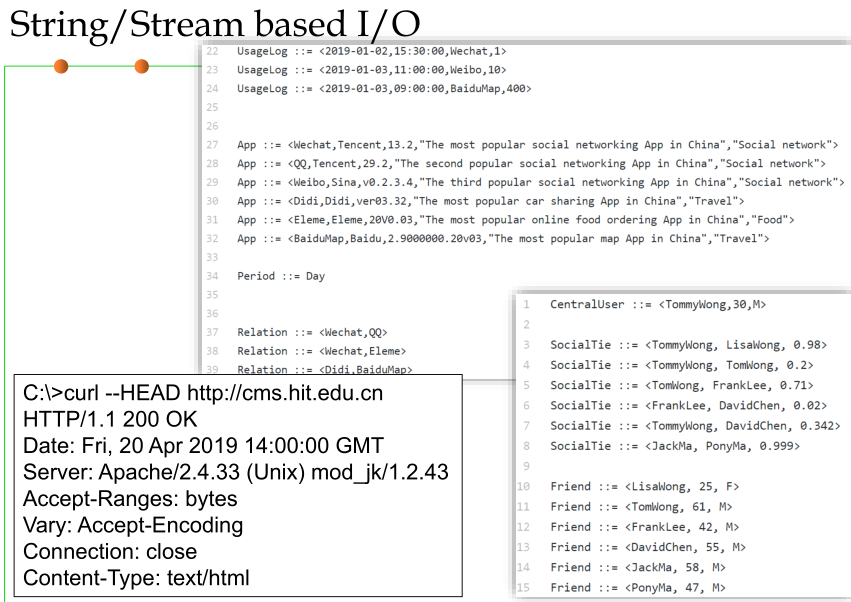 String/Stream based I/O
22 UsageLog ::= <2019-01-02,15:30:00,Wechat,1>
23 UsageLog ::= <2019-01-03,11:00:00,Weibo,10>
24 UsageLog ::= <2019-01-03,09:00:00,BaiduMap,400>
25
26
27 App ::= <Wechat,Tencent,13.2,"The most popular social networking App in China","Social network">
28 App ::= <QQ,Tencent,29.2,"The second popular social networking App in China","Social network">
29 App ::= <Weibo,Sina,v0.2.3.4,"The third popular social networking App in China","Social network">
30 App ::= <Didi,Didi,ver03.32,"The most popular car sharing App in China","Travel">
31 App ::= <Eleme,Eleme,20V0.03,"The most popular online food ordering App in China","Food">
32 App ::= <BaiduMap,Baidu,2.9000000.20v03,"The most popular map App in China","Travel">
33
34 Period ::= Day
35
36
37 Relation ::= <Wechat,QQ>
38 Relation ::= <Wechat,Eleme>
39 Relation ::= <Didi,BaiduMap>
1 CentralUser ::= <TommyWong,30,M>
2
3 SocialTie ::= <TommyWong, LisaWong, 0.98>
4 SocialTie ::= <TommyWong, TomWong, 0.2>
5 SocialTie ::= <TomWong, FrankLee, 0.71>
6 SocialTie ::= <FrankLee, DavidChen, 0.02>
7 SocialTie ::= <TommyWong, DavidChen, 0.342>
8 SocialTie ::= <JackMa, PonyMa, 0.999>
9
10 Friend ::= <LisaWong, 25, F>
11 Friend ::= <TomWong, 61, M>
12 Friend ::= <FrankLee, 42, M>
13 Friend ::= <DavidChen, 55, M>
14 Friend ::= <JackMa, 58, M>
15 Friend ::= <PonyMa, 47, M>
C:\>curl --HEAD http://cms.hit.edu.cn
HTTP/1.1 200 OK
Date: Fri, 20 Apr 2019 14:00:00 GMT
Server: Apache/2.4.33 (Unix) mod_jk/1.2.43
Accept-Ranges: bytes
Vary: Accept-Encoding
Connection: close
Content-Type: text/html